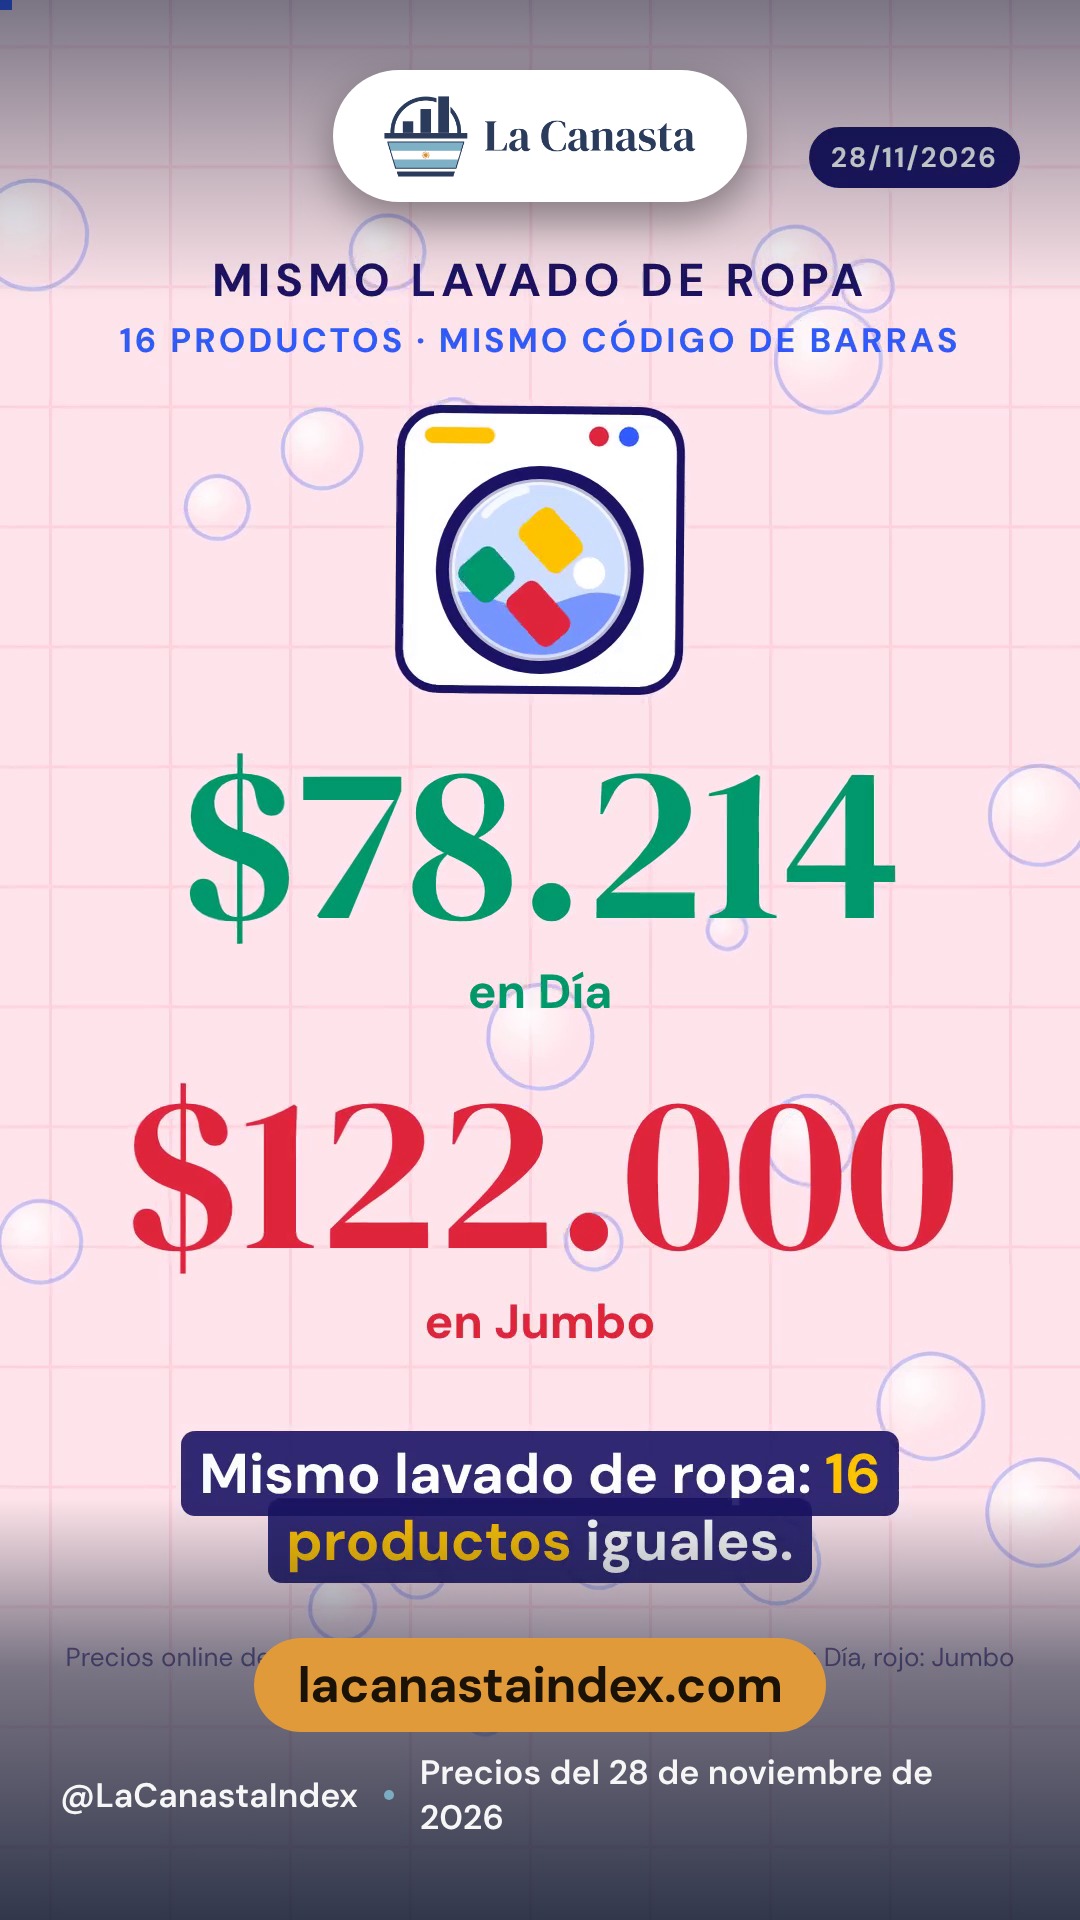 La Canasta
28/11/2026
MISMO LAVADO DE ROPA
16 PRODUCTOS · MISMO CÓDIGO DE BARRAS
$78.214
en Día
$122.000
en Jumbo
Mismo lavado de ropa: 16
productos iguales.
Precios online de Día, rojo: Jumbo
lacanastaindex.com
@LaCanastaIndex • Precios del 28 de noviembre de
2026